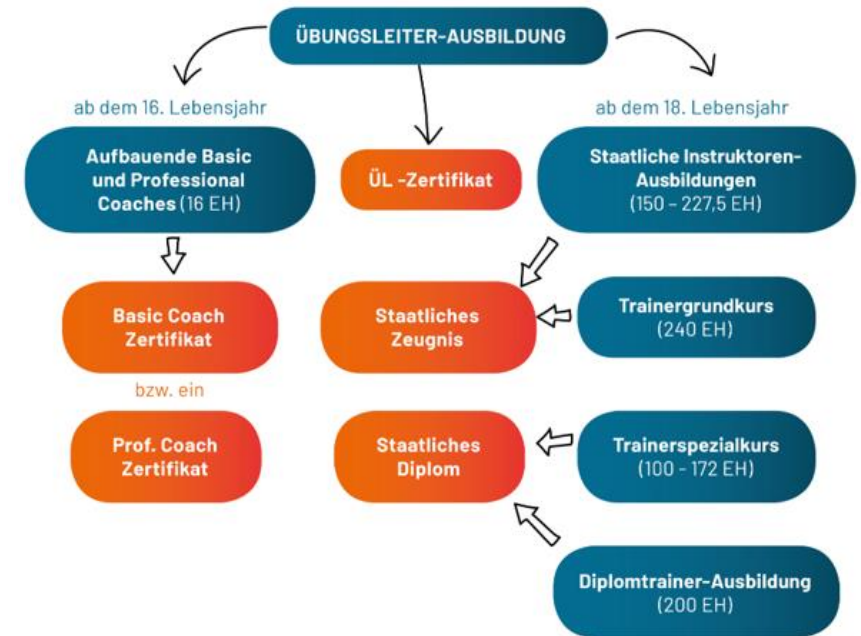 ÜBUNGSLEITER-AUSBILDUNG
ab dem 16. Lebensjahr
ab dem 18. Lebensjahr
Aufbauende Basic
und Professional
Coaches (16 EH)
ÜL -Zertifikat
Staatliche Instruktoren-
Ausbildungen
(150 – 227,5 EH)
Basic Coach
Zertifikat
Staatliches
Zeugnis
Trainergrundkurs
(240 EH)
bzw. ein
Prof. Coach
Zertifikat
Staatliches
Diplom
Trainerspezialkurs
(100 - 172 EH)
Diplomtrainer-Ausbildung
(200 EH)